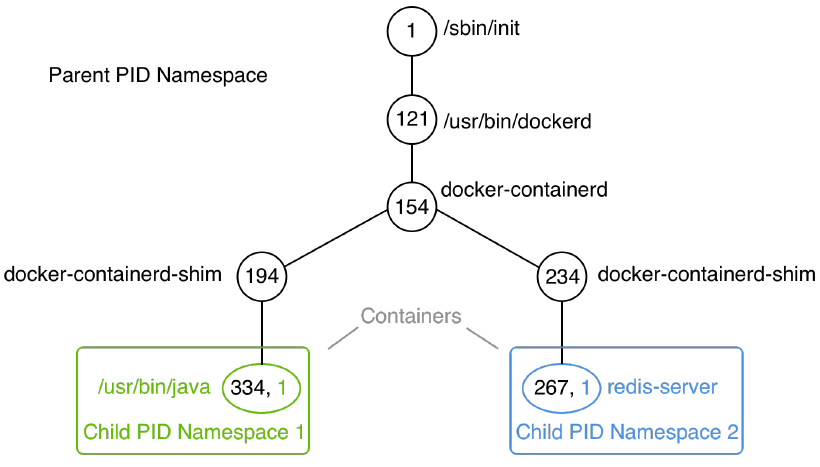 1
/sbin/init
Parent PID Namespace
121
/usr/bin/dockerd
docker-containerd
154
docker-containerd-shim
194
234
docker-containerd-shim
Containers
/usr/bin/java
334, 1
Child PID Namespace 1
267, 1
redis-server
Child PID Namespace 2